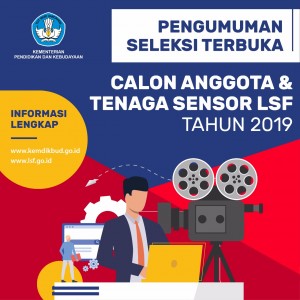 KEMENTERIAN
PENDIDIKAN DAN KEBUDAYAAN
PENGUMUMAN
SELEKSI TERBUKA
CALON ANGGOTA &
TENAGA SENSOR LSF
TAHUN 2019
INFORMASI
LENGKAP
www.kemdikbud.go.id
www.lsf.go.id